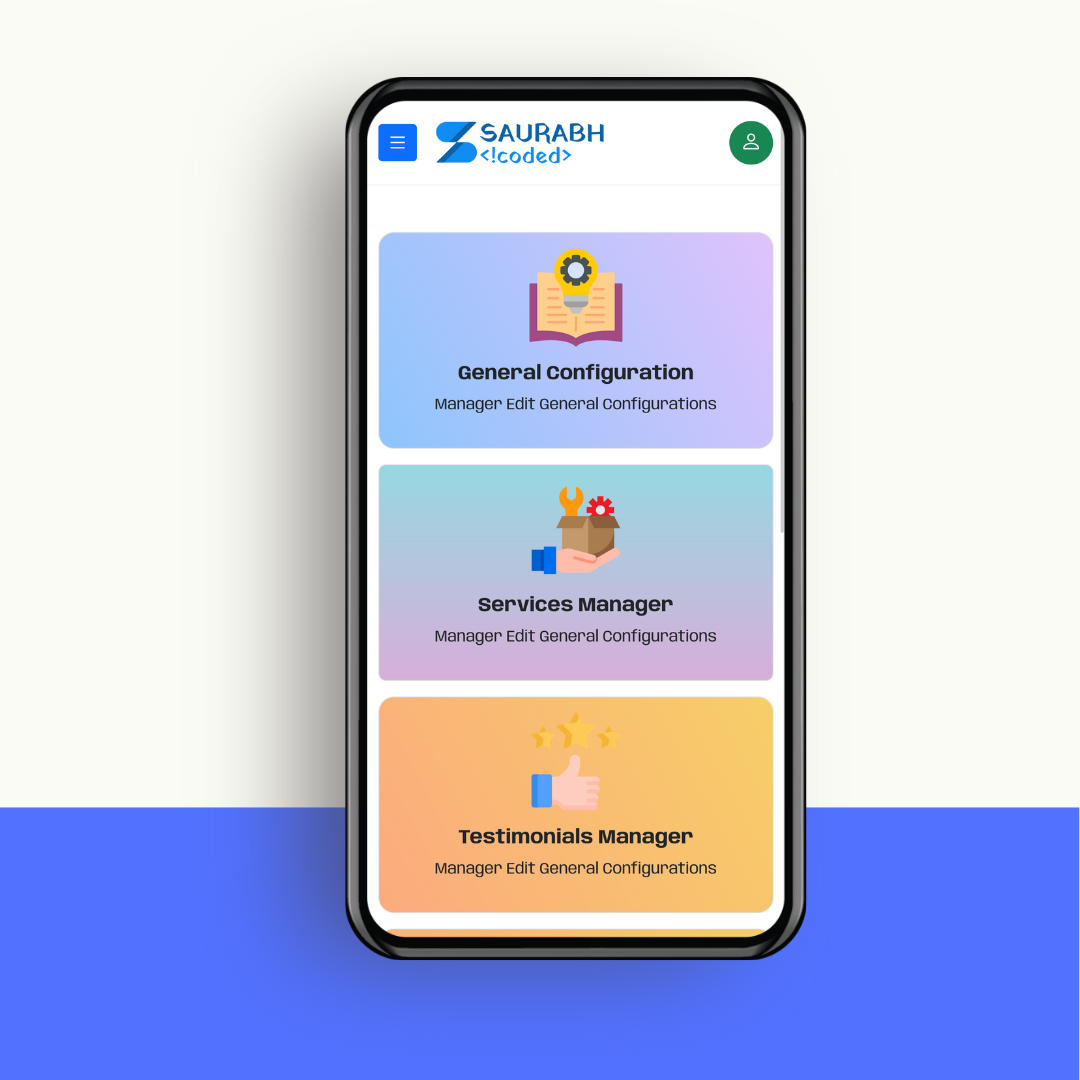 SAURABH
<!coded>
General Configuration
Manager Edit General Configurations
Services Manager
Manager Edit General Configurations
Testimonials Manager
Manager Edit General Configurations